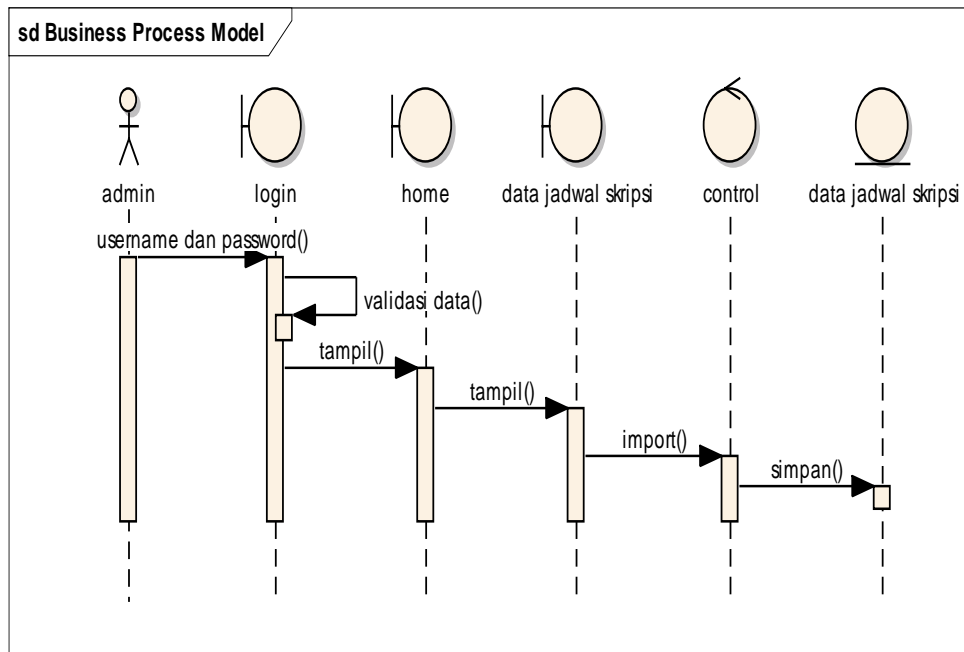 sd Business Process Model
admin
login
home
data jadwal skripsi
control
data jadwal skripsi
username dan password()
validasi data()
tampil()
tampil()
import()
simpan()